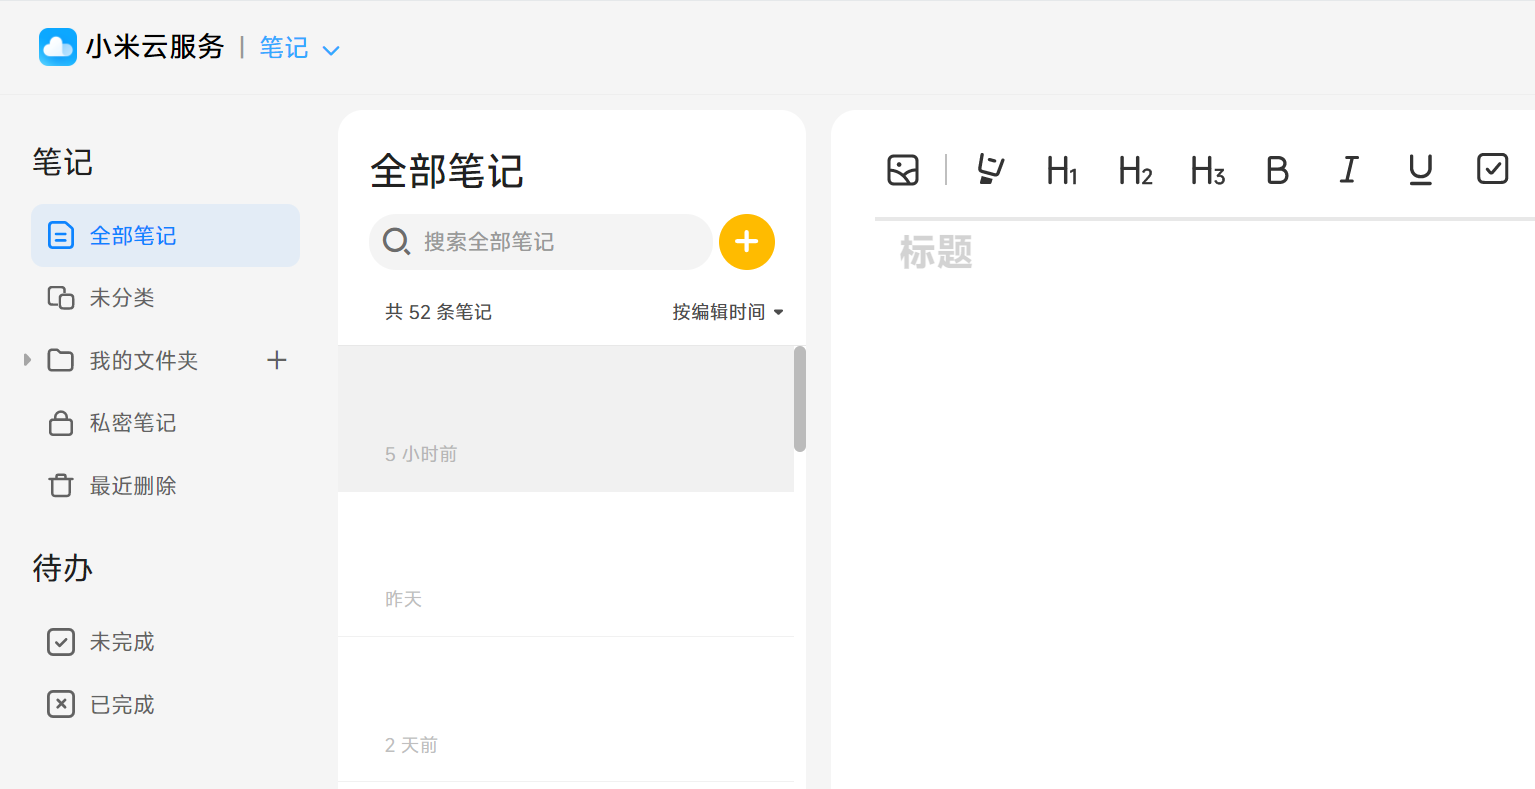 小米云服务 | 笔记
笔记
全部笔记
未分类
我的文件夹
私密笔记
最近删除
待办
未完成
已完成
全部笔记
搜索全部笔记
共 52 条笔记 按编辑时间
5 小时前
昨天
2 天前
H1 H2 H3 B I U
标题